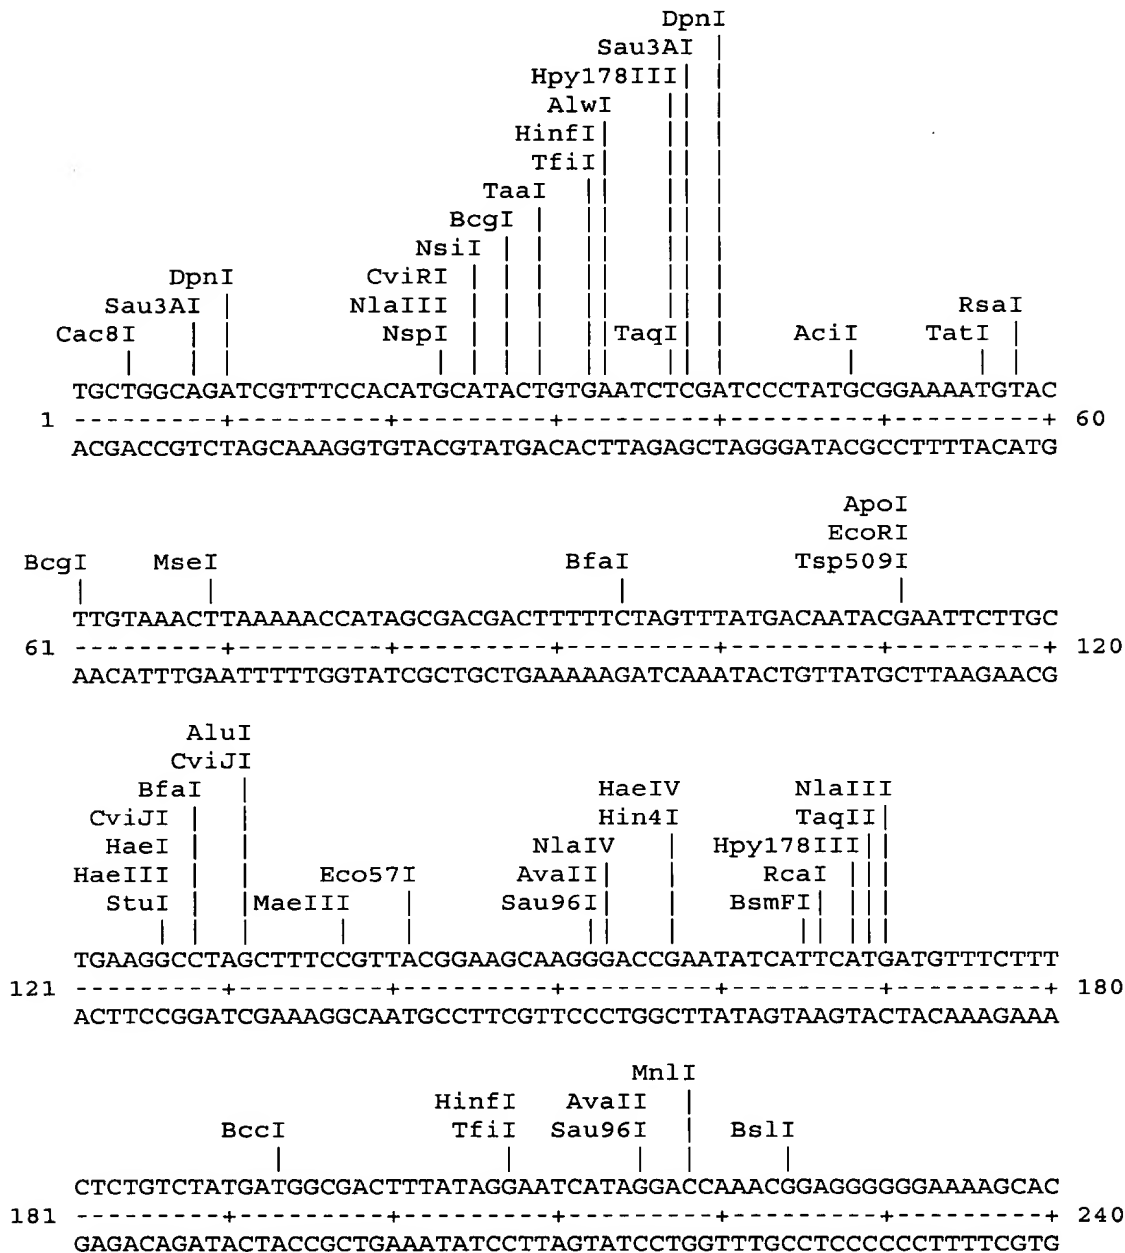 DpnI
Sau3AI
Hpy178III
AlwI
HinfI
TfiI
TaaI
BcgI
NsiI
DpnI CviRI
Sau3AI NlaIII RsaI
Cac8I NspI TaqI AciI TatI
TGCTGGCAGATCGTTTCCACATGCATACTGTGAATCTCGATCCCTATGCGGAAAATGTAC
1 ---------+---------+---------+---------+---------+---------+ 60
ACGACCGTCTAGCAAAGGTGTACGTATGACACTTAGAGCTAGGGATACGCCTTTTACATG
ApoI
EcoRI
BcgI MseI BfaI Tsp509I
TTGTAAACTTAAAAACCATAGCGACGACTTTTTCTAGTTTATGACAATACGAATTCTTGC
61 ---------+---------+---------+---------+---------+---------+ 120
AACATTTGAATTTTTGGTATCGCTGCTGAAAAAGATCAAATACTGTTATGCTTAAGAACG
AluI
CviJI
BfaI HaeIV NlaIII
CviJI Hin4I TaqII
HaeI NlaIV Hpy178III
HaeIII Eco57I AvaII RcaI
StuI MaeIII Sau96I BsmFI
TGAAGGCCTAGCTTTCCGTTACGGAAGCAAGGGACCGAATATCATTCATGATGTTTCTTT
121 ---------+---------+---------+---------+---------+---------+ 180
ACTTCCGGATCGAAAGGCAATGCCTTCGTTCCCTGGCTTATAGTAAGTACTACAAAGAAA
MnlI
HinfI AvaII
BccI TfiI Sau96I BslI
CTCTGTCTATGATGGCGACTTTATAGGAATCATAGGACCAAACGGAGGGGGGAAAAGCAC
181 ---------+---------+---------+---------+---------+---------+ 240
GAGACAGATACTACCGCTGAAATATCCTTAGTATCCTGGTTTGCCTCCCCCCTTTTCGTG